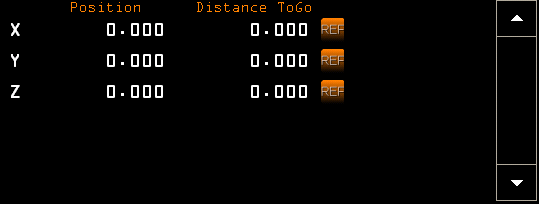 Position Distance ToGo
X 0.000 0.000 REF
Y 0.000 0.000 REF
Z 0.000 0.000 REF